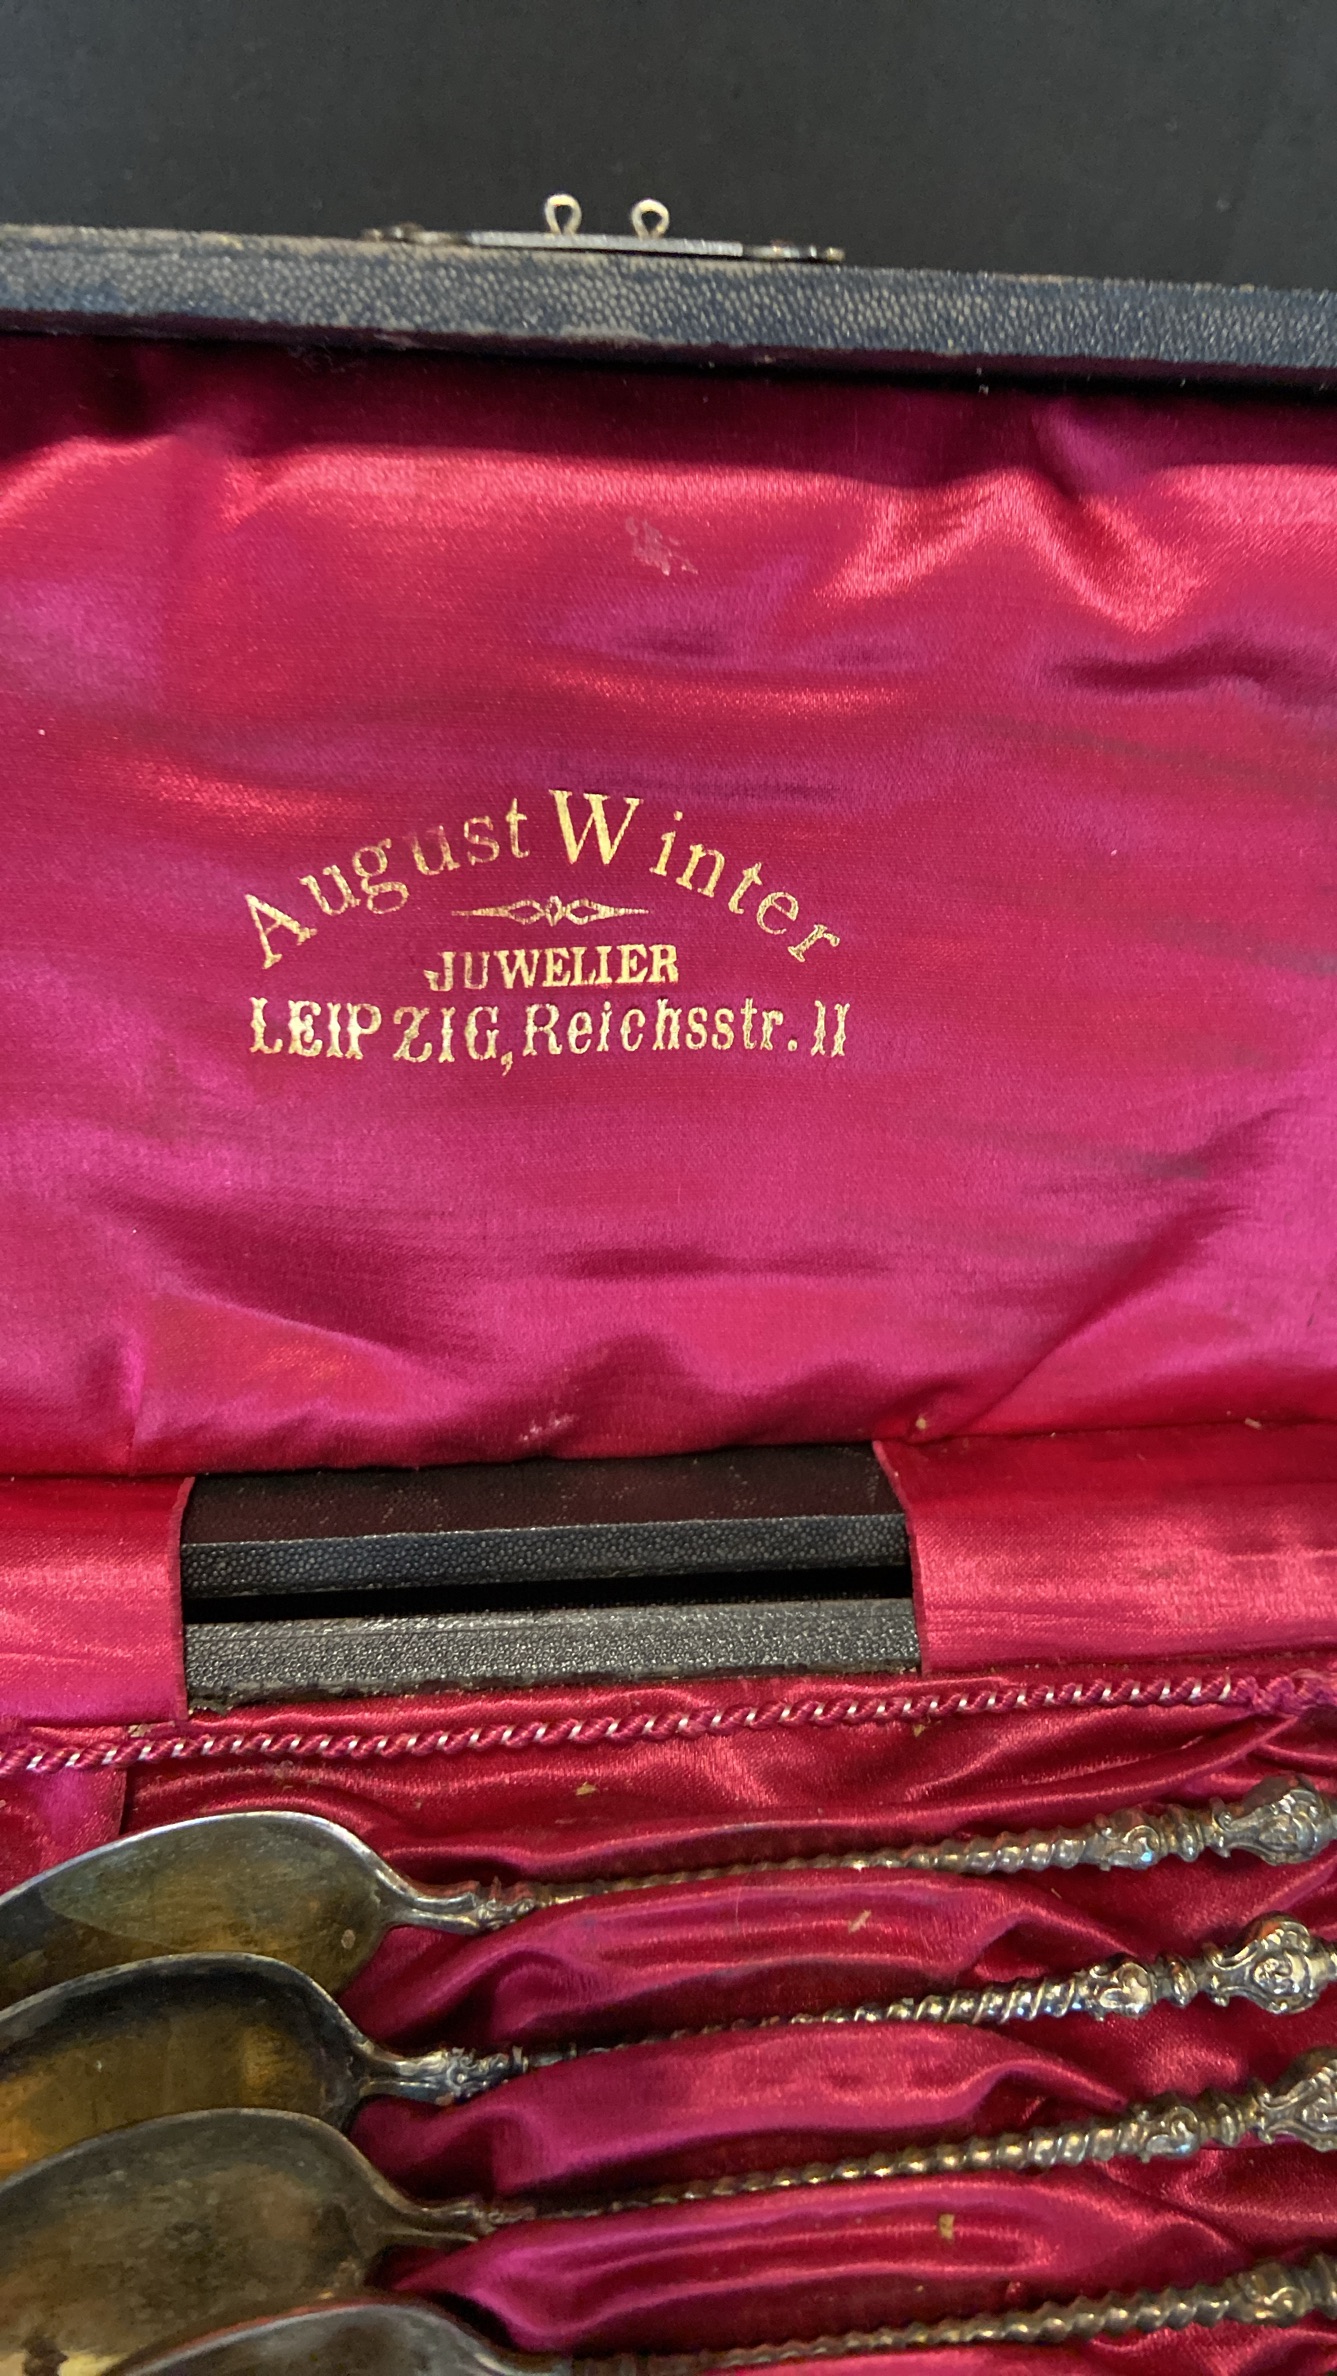 August Winter
JUWELIER
LEIPZIG, Reichsstr. 11